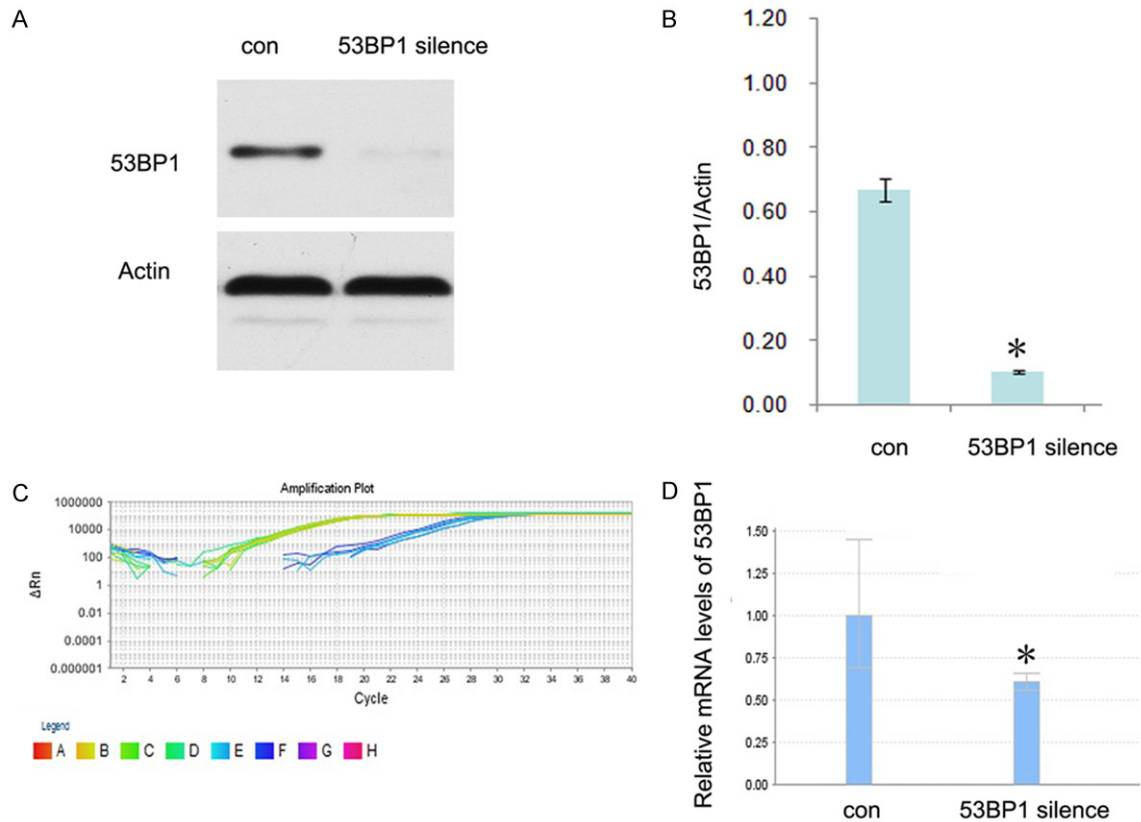 A
con 53BP1 silence
53BP1
Actin
B
1.20
1.00
0.80
0.60
0.40
0.20
0.00
53BP1/Actin
*
con 53BP1 silence
C
Amplification Plot
1000000
10000
100
1
0.01
0.0001
0.000001
ΔRn
2 4 6 8 10 12 14 16 18 20 22 24 26 28 30 32 34 36 38 40
Cycle
Legend
A B C D E F G H
D
Relative mRNA levels of 53BP1
1.50
1.25
1.00
0.75
0.50
0.25
0.00
*
con 53BP1 silence